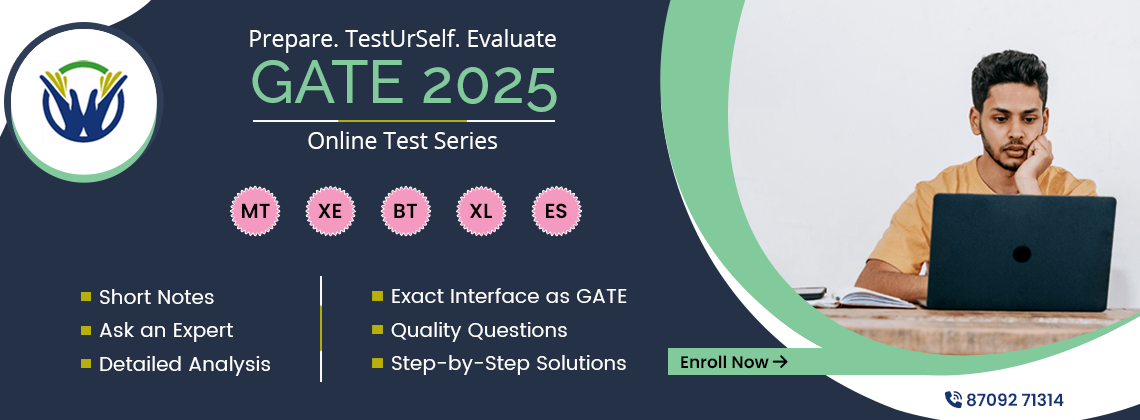 Prepare. TestUrSelf. Evaluate
GATE 2025
Online Test Series
MT XE BT XL ES
Short Notes
Ask an Expert
Detailed Analysis
Exact Interface as GATE
Quality Questions
Step-by-Step Solutions
Enroll Now
87092 71314